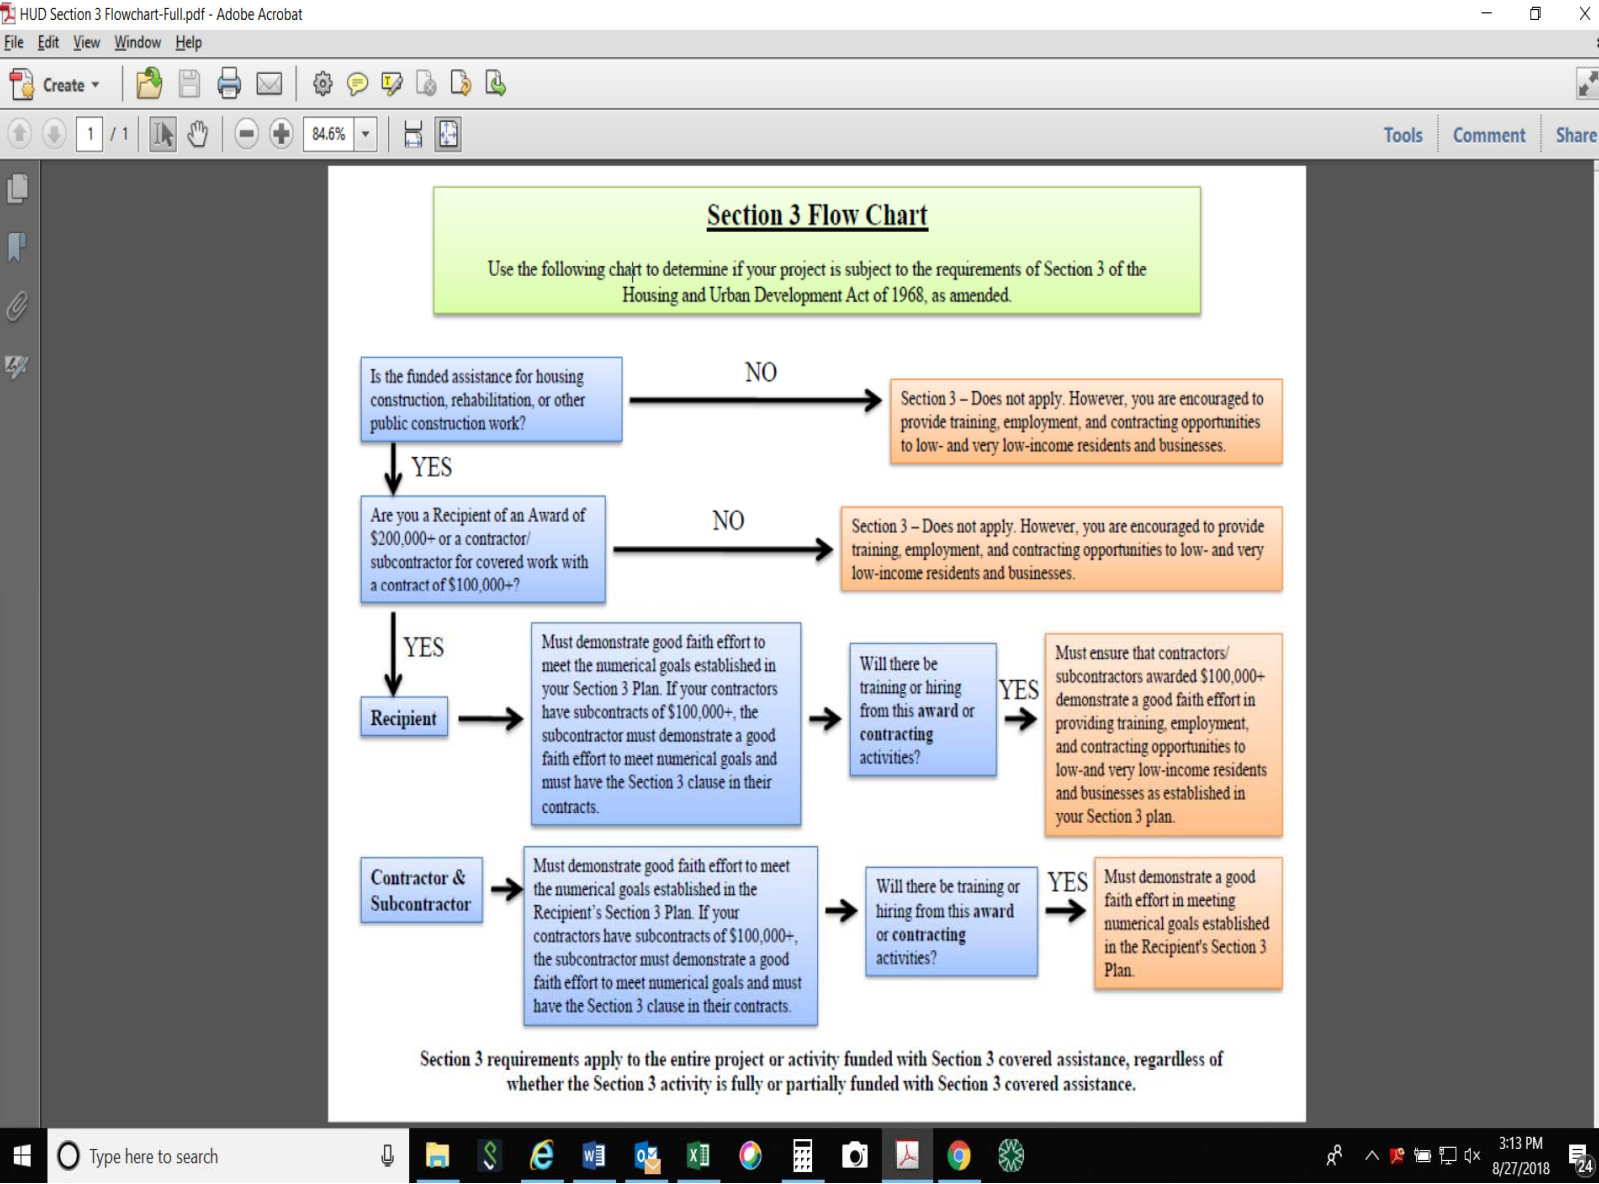 HUD Section 3 Flowchart-Full.pdf - Adobe Acrobat
File Edit View Window Help
Create
1 / 1
84.6%
Tools Comment Share
Section 3 Flow Chart
Use the following chart to determine if your project is subject to the requirements of Section 3 of the
Housing and Urban Development Act of 1968, as amended.
Is the funded assistance for housing
construction, rehabilitation, or other
public construction work?
NO
Section 3 – Does not apply. However, you are encouraged to
provide training, employment, and contracting opportunities
to low- and very low-income residents and businesses.
YES
Are you a Recipient of an Award of
$200,000+ or a contractor/
subcontractor for covered work with
a contract of $100,000+?
NO
Section 3 – Does not apply. However, you are encouraged to provide
training, employment, and contracting opportunities to low- and very
low-income residents and businesses.
YES
Recipient
Must demonstrate good faith effort to
meet the numerical goals established in
your Section 3 Plan. If your contractors
have subcontracts of $100,000+, the
subcontractor must demonstrate a good
faith effort to meet numerical goals and
must have the Section 3 clause in their
contracts.
Will there be
training or hiring
from this award or
contracting
activities?
YES
Must ensure that contractors/
subcontractors awarded $100,000+
demonstrate a good faith effort in
providing training, employment,
and contracting opportunities to
low-and very low-income residents
and businesses as established in
your Section 3 plan.
Contractor &
Subcontractor
Must demonstrate good faith effort to meet
the numerical goals established in the
Recipient's Section 3 Plan. If your
contractors have subcontracts of $100,000+,
the subcontractor must demonstrate a good
faith effort to meet numerical goals and must
have the Section 3 clause in their contracts.
Will there be training or
hiring from this award
or contracting
activities?
YES
Must demonstrate a good
faith effort in meeting
numerical goals established
in the Recipient's Section 3
Plan.
Section 3 requirements apply to the entire project or activity funded with Section 3 covered assistance, regardless of
whether the Section 3 activity is fully or partially funded with Section 3 covered assistance.
Type here to search
3:13 PM
8/27/2018
24